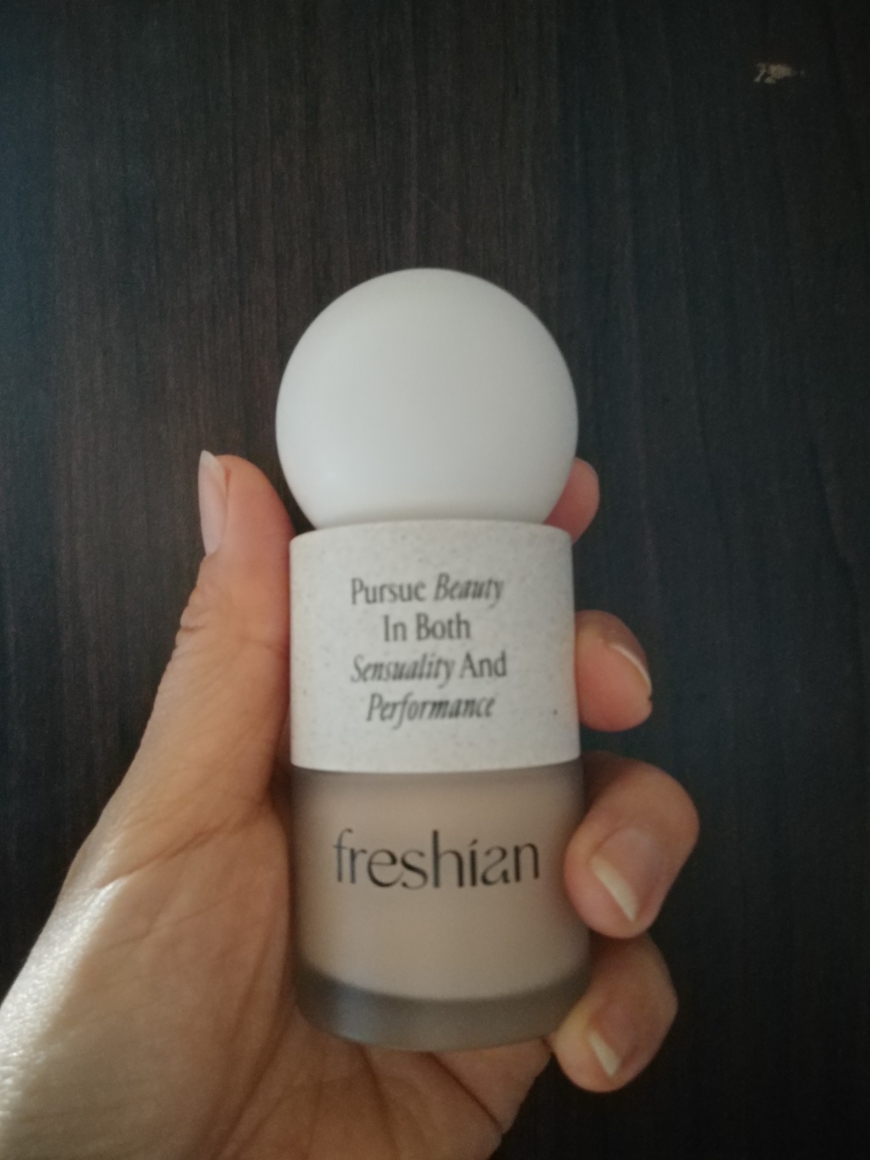 Pursue Beauty
In Both
Sensuality And
Performance
freshian